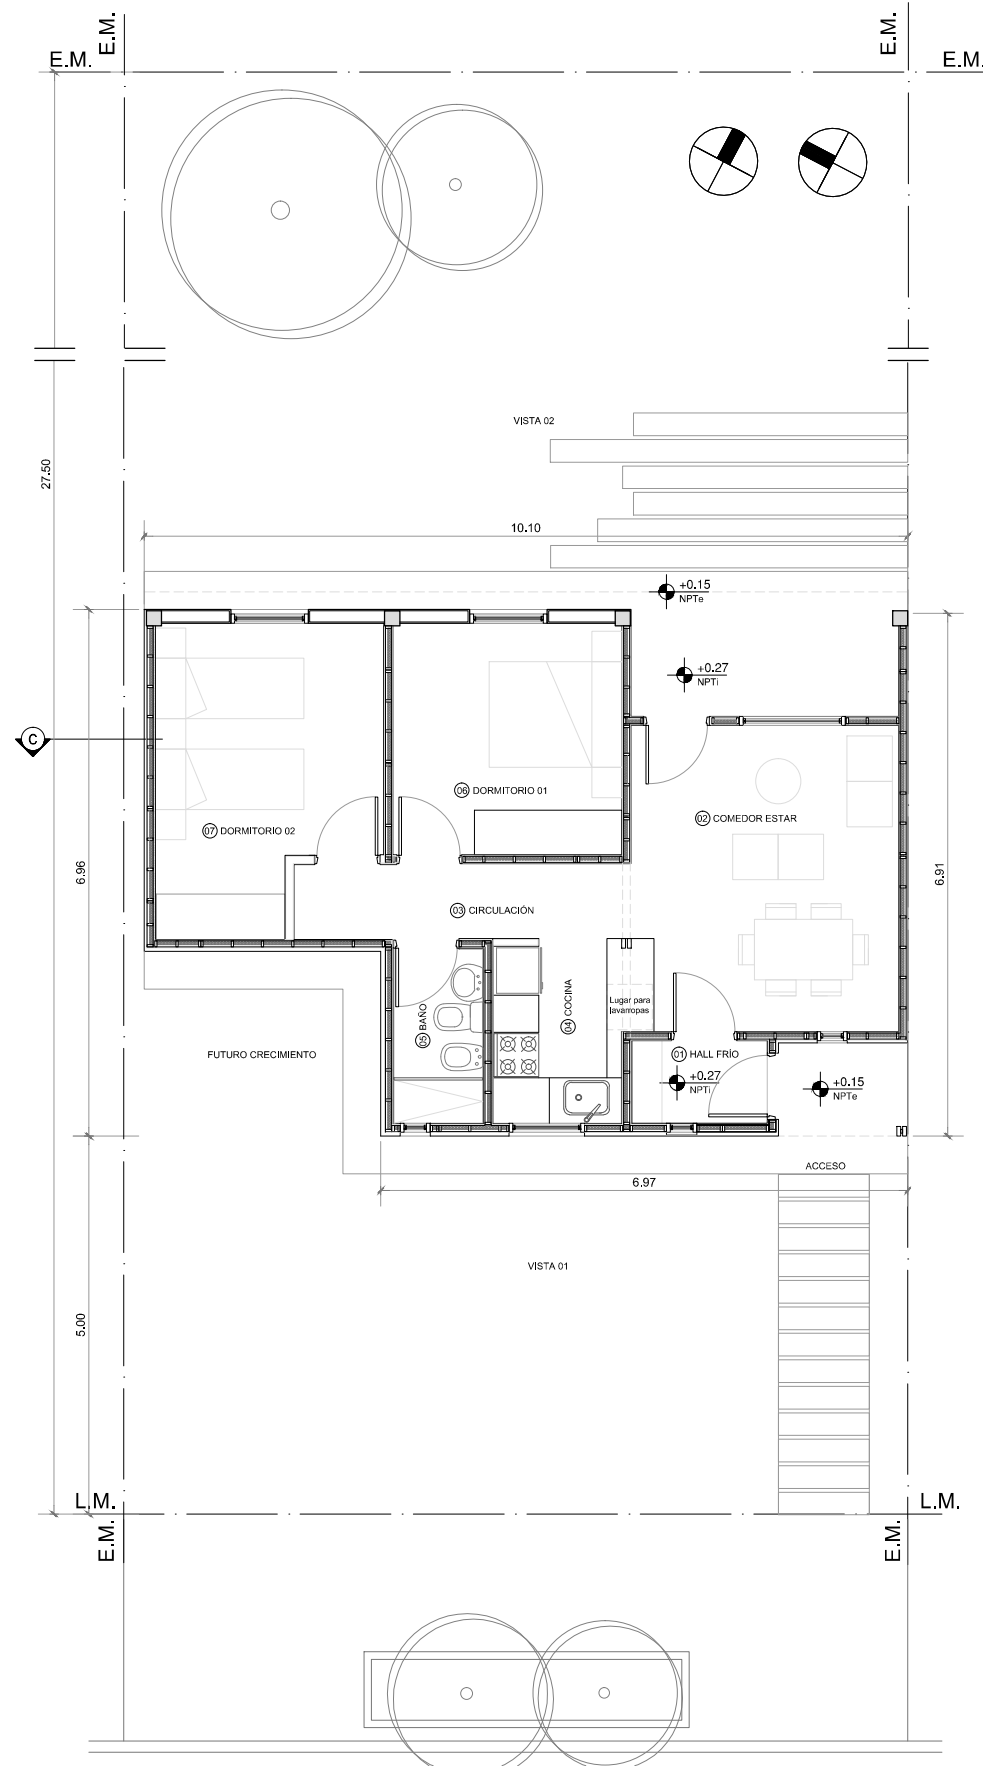 E.M.
E.M.
E.M.
E.M.
VISTA 02
27.50
10.10
+0.15
NPTe
+0.27
NPTi
C
06 DORMITORIO 01
02 COMEDOR ESTAR
07 DORMITORIO 02
6.96
6.91
03 CIRCULACIÓN
Lugar para
lavarropas
04 COCINA
05 BAÑO
FUTURO CRECIMIENTO
01 HALL FRÍO
+0.27
NPTi
+0.15
NPTe
ACCESO
6.97
VISTA 01
5.00
L.M.
L.M.
E.M.
E.M.